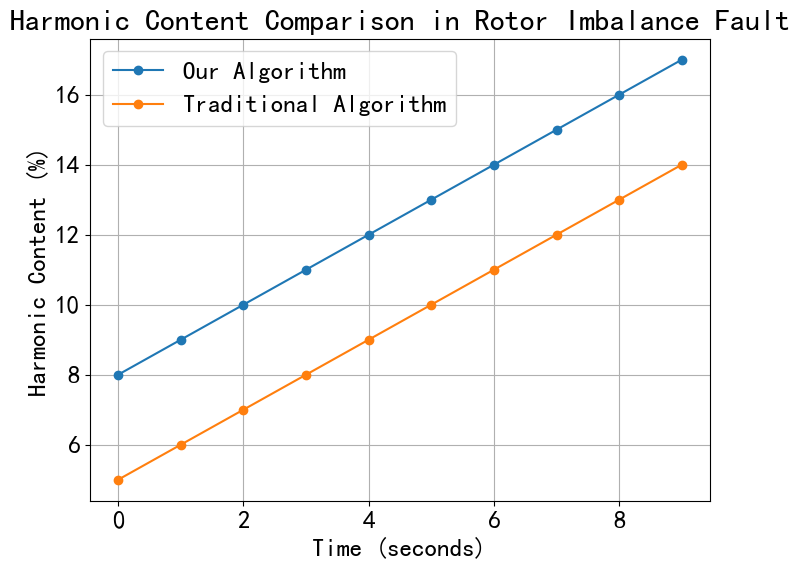 Harmonic Content Comparison in Rotor Imbalance Fault
Our Algorithm
Traditional Algorithm
Harmonic Content (%)
16
14
12
10
8
6
0 2 4 6 8
Time (seconds)